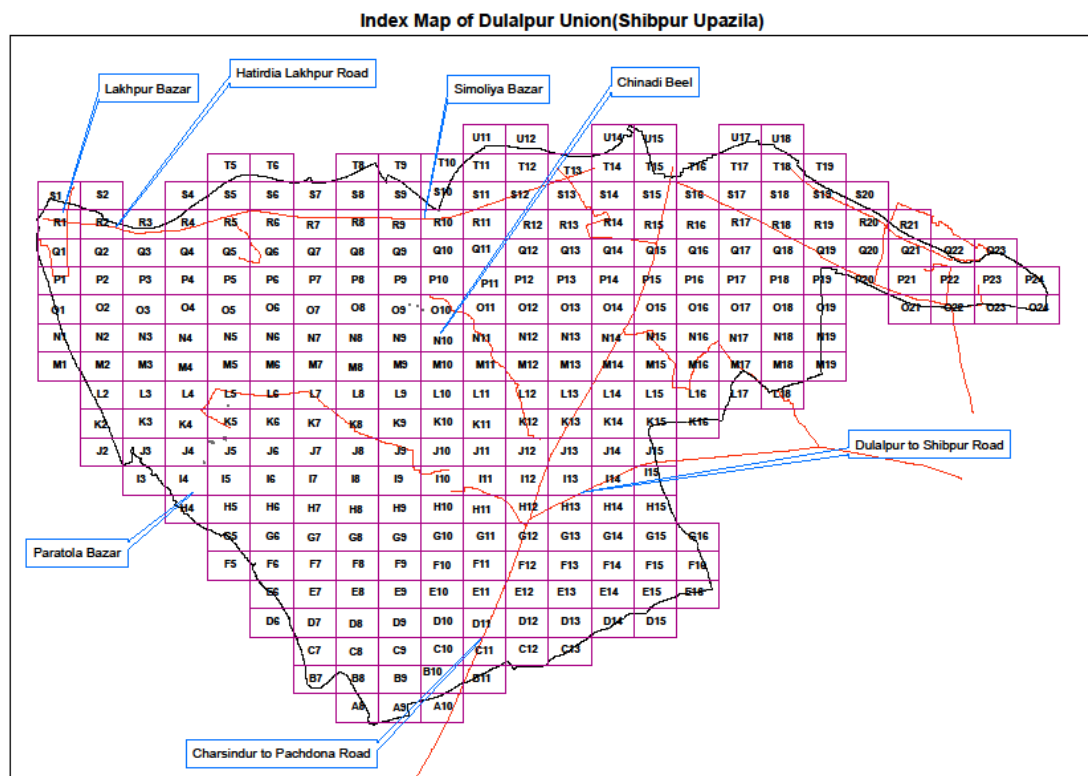 Index Map of Dulalpur Union(Shibpur Upazila)
Lakhpur Bazar
Hatirdia Lakhpur Road
Simoliya Bazar
Chinadi Beel
U11 U12 U14 U15 U17 U18
T5 T6 T8 T9 T10 T11 T12 T13 T14 T15 T16 T17 T18 T19
S1 S2 S4 S5 S6 S7 S8 S9 S10 S11 S12 S13 S14 S15 S16 S17 S18 S19 S20
R1 R2 R3 R4 R5 R6 R7 R8 R9 R10 R11 R12 R13 R14 R15 R16 R17 R18 R19 R20 R21
Q1 Q2 Q3 Q4 Q5 Q6 Q7 Q8 Q9 Q10 Q11 Q12 Q13 Q14 Q15 Q16 Q17 Q18 Q19 Q20 Q21 Q22 Q23
P1 P2 P3 P4 P5 P6 P7 P8 P9 P10 P11 P12 P13 P14 P15 P16 P17 P18 P19 P20 P21 P22 P23 P24
O1 O2 O3 O4 O5 O6 O7 O8 O9 O10 O11 O12 O13 O14 O15 O16 O17 O18 O19 O21 O22 O23 O24
N1 N2 N3 N4 N5 N6 N7 N8 N9 N10 N11 N12 N13 N14 N15 N16 N17 N18 N19
M1 M2 M3 M4 M5 M6 M7 M8 M9 M10 M11 M12 M13 M14 M15 M16 M17 M18 M19
L2 L3 L4 L5 L6 L7 L8 L9 L10 L11 L12 L13 L14 L15 L16 L17 L18
K2 K3 K4 K5 K6 K7 K8 K9 K10 K11 K12 K13 K14 K15 K16
Dulalpur to Shibpur Road
J2 J3 J4 J5 J6 J7 J8 J9 J10 J11 J12 J13 J14 J15
I3 I4 I5 I6 I7 I8 I9 I10 I11 I12 I13 I14 I15
H4 H5 H6 H7 H8 H9 H10 H11 H12 H13 H14 H15
G5 G6 G7 G8 G9 G10 G11 G12 G13 G14 G15 G16
Paratola Bazar
F5 F6 F7 F8 F9 F10 F11 F12 F13 F14 F15 F16
E6 E7 E8 E9 E10 E11 E12 E13 E14 E15 E16
D6 D7 D8 D9 D10 D11 D12 D13 D14 D15
C7 C8 C9 C10 C11 C12 C13
B7 B8 B9 B10 B11
A8 A9 A10
Charsindur to Pachdona Road